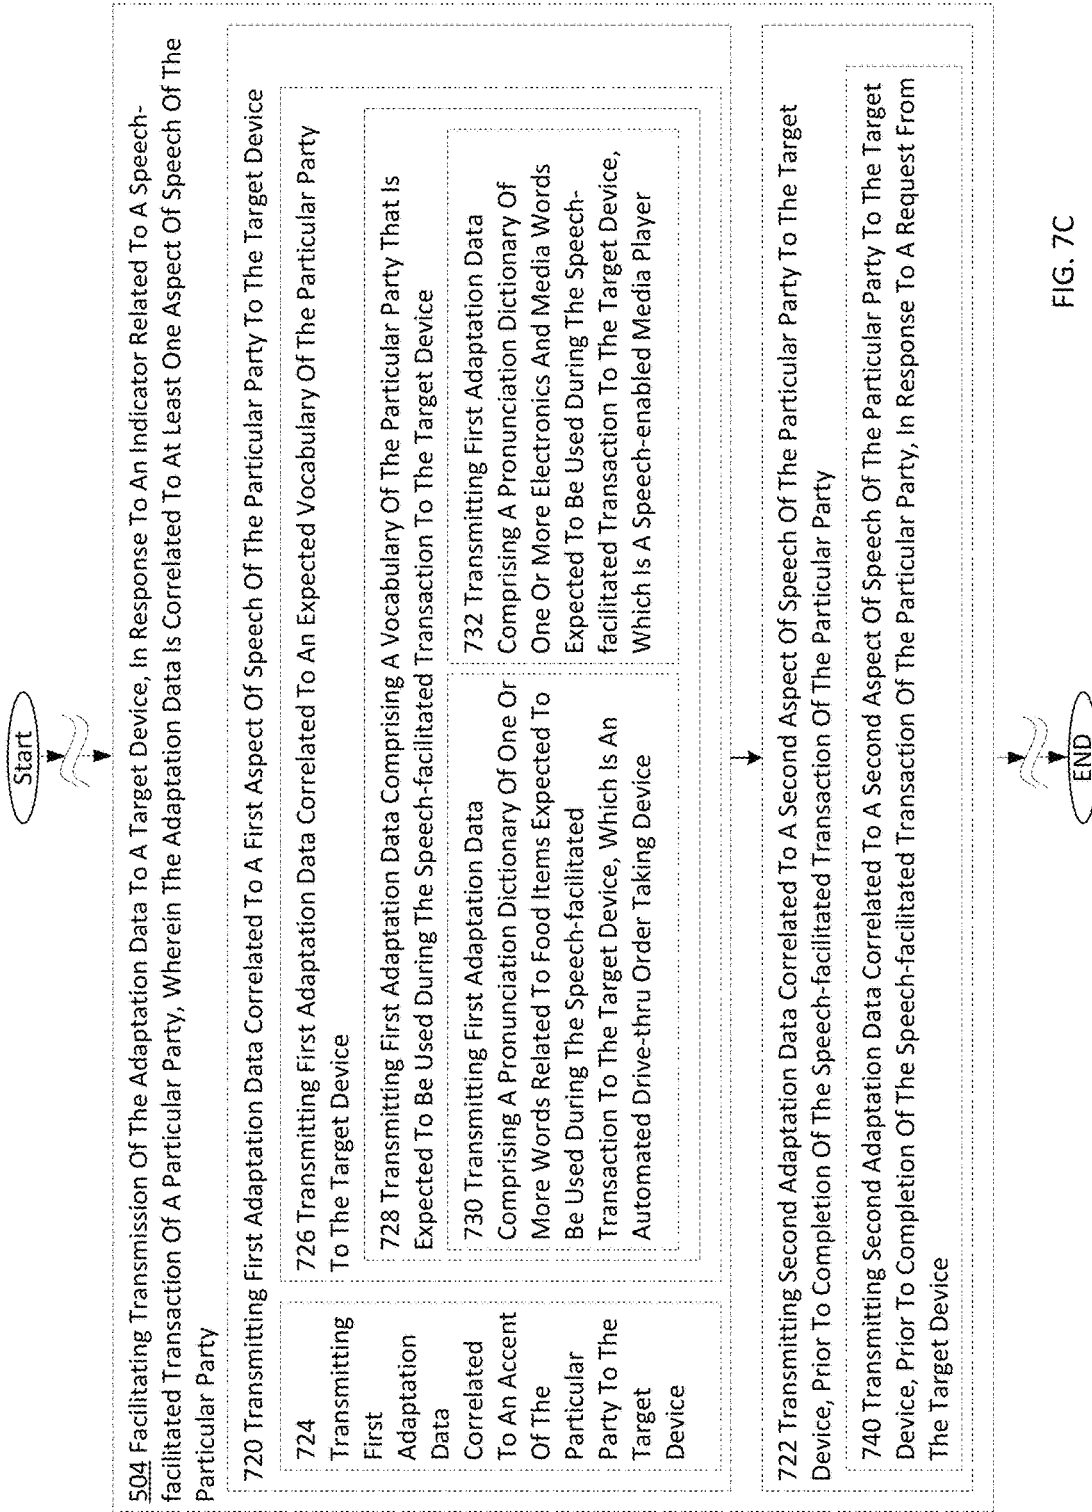 Start
504 Facilitating Transmission Of The Adaptation Data To A Target Device, In Response To An Indicator Related To A Speech-
facilitated Transaction Of A Particular Party, Wherein The Adaptation Data Is Correlated To At Least One Aspect Of Speech Of The
Particular Party
720 Transmitting First Adaptation Data Correlated To A First Aspect Of Speech Of The Particular Party To The Target Device
724
Transmitting
First
Adaptation
Data
Correlated
To An Accent
Of The
Particular
Party To The
Target
Device
726 Transmitting First Adaptation Data Correlated To An Expected Vocabulary Of The Particular Party
To The Target Device
728 Transmitting First Adaptation Data Comprising A Vocabulary Of The Particular Party That Is
Expected To Be Used During The Speech-facilitated Transaction To The Target Device
730 Transmitting First Adaptation Data
Comprising A Pronunciation Dictionary Of One Or
More Words Related To Food Items Expected To
Be Used During The Speech-facilitated
Transaction To The Target Device, Which Is An
Automated Drive-thru Order Taking Device
732 Transmitting First Adaptation Data
Comprising A Pronunciation Dictionary Of
One Or More Electronics And Media Words
Expected To Be Used During The Speech-
facilitated Transaction To The Target Device,
Which Is A Speech-enabled Media Player
722 Transmitting Second Adaptation Data Correlated To A Second Aspect Of Speech Of The Particular Party To The Target
Device, Prior To Completion Of The Speech-facilitated Transaction Of The Particular Party
740 Transmitting Second Adaptation Data Correlated To A Second Aspect Of Speech Of The Particular Party To The Target
Device, Prior To Completion Of The Speech-facilitated Transaction Of The Particular Party, In Response To A Request From
The Target Device
END
FIG. 7C